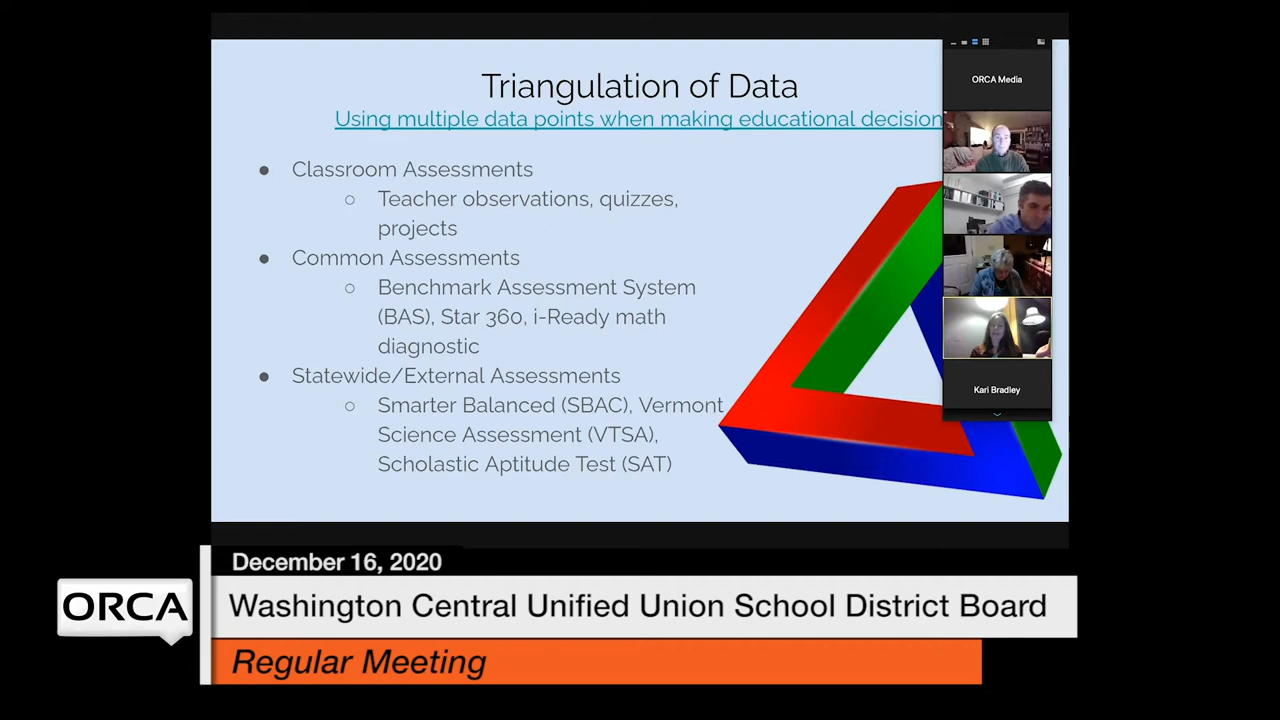 Triangulation of Data
Using multiple data points when making educational decision
ORCA Media
● Classroom Assessments
○ Teacher observations, quizzes,
projects
● Common Assessments
○ Benchmark Assessment System
(BAS), Star 360, i-Ready math
diagnostic
● Statewide/External Assessments
○ Smarter Balanced (SBAC), Vermont
Science Assessment (VTSA),
Scholastic Aptitude Test (SAT)
Kari Bradley
December 16, 2020
ORCA
Washington Central Unified Union School District Board
Regular Meeting